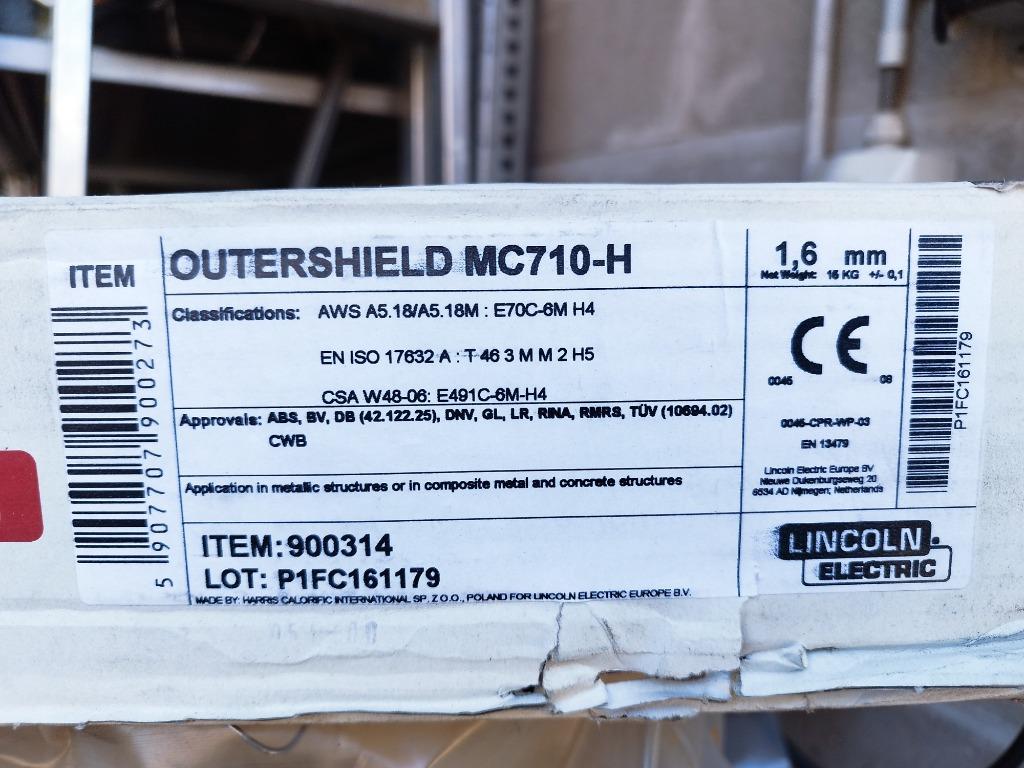 ITEM
5 907707 900273
OUTERSHIELD MC710-H
Classifications: AWS A5.18/A5.18M : E70C-6M H4
EN ISO 17632 A : T 46 3 M M 2 H5
CSA W48-06: E491C-6M-H4
Approvals: ABS, BV, DB (42.122.25), DNV, GL, LR, RINA, RMRS, TÜV (10694.02)
CWB
Application in metallic structures or in composite metal and concrete structures
ITEM: 900314
LOT: P1FC161179
MADE BY: HARRIS CALORIFIC INTERNATIONAL SP. Z O.O., POLAND FOR LINCOLN ELECTRIC EUROPE B.V.
1,6 mm
Net Weight: 16 KG +/- 0,1
CE
0045 08
0045-CPR-WP-03
EN 13479
Lincoln Electric Europe BV
Nieuwe Dukenburgseweg 20
6534 AD Nijmegen; Netherlands
P1FC161179
LINCOLN
ELECTRIC